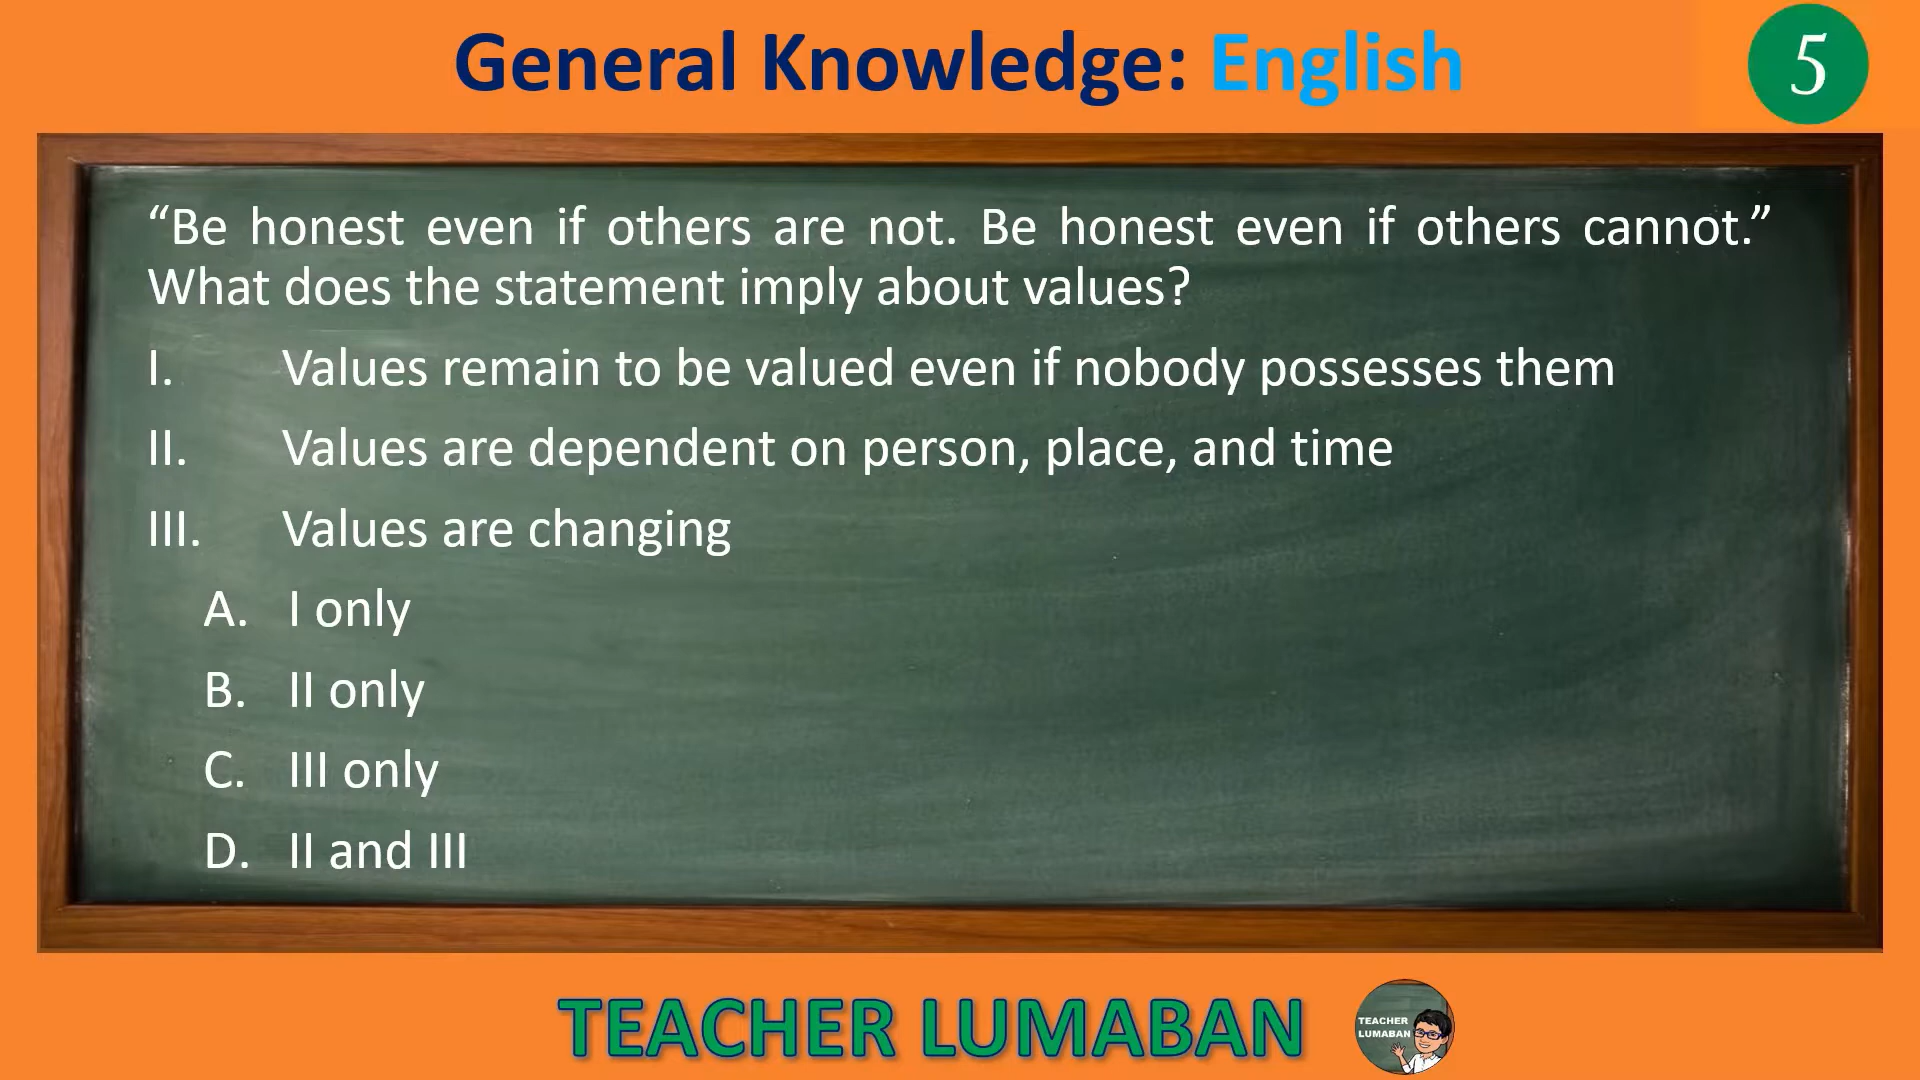 General Knowledge: English
5
“Be honest even if others are not. Be honest even if others cannot.”
What does the statement imply about values?
I. Values remain to be valued even if nobody possesses them
II. Values are dependent on person, place, and time
III. Values are changing
A. I only
B. II only
C. III only
D. II and III
TEACHER LUMABAN
TEACHER
LUMABAN